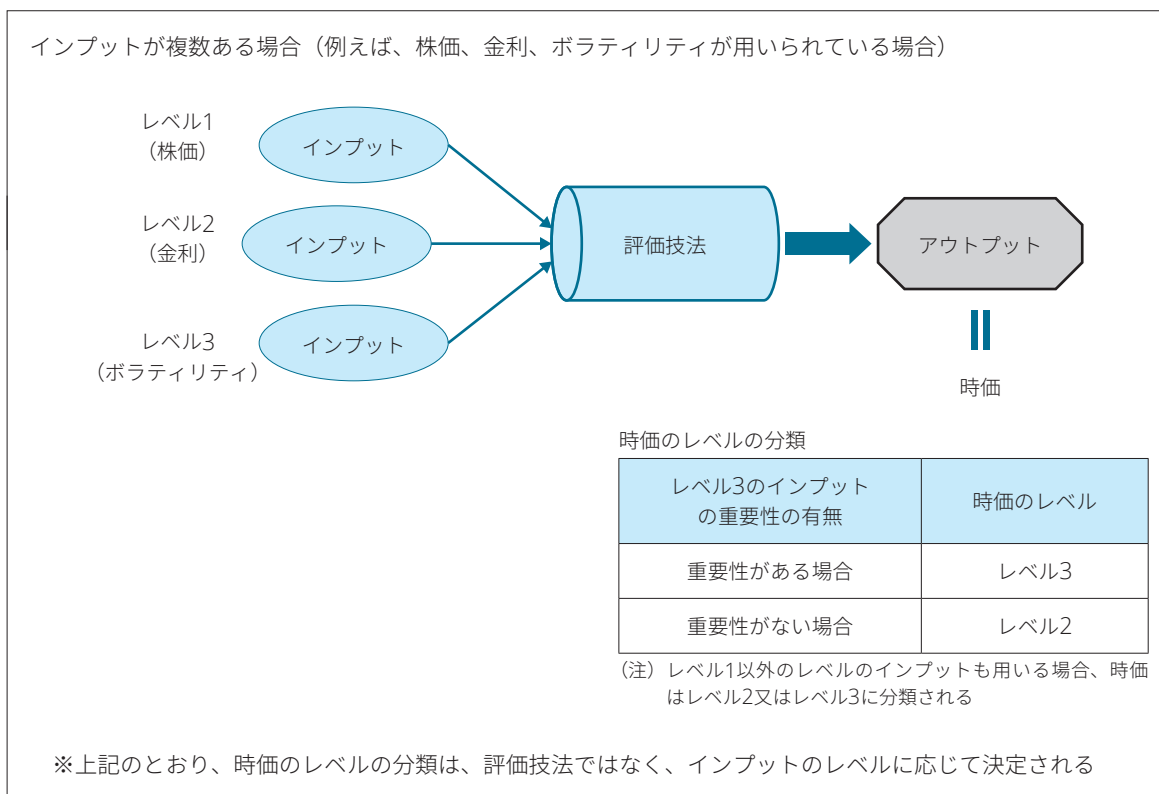 インプットが複数ある場合（例えば、株価、金利、ボラティリティが用いられている場合）
レベル1
（株価）
インプット
レベル2
（金利）
インプット
レベル3
（ボラティリティ）
インプット
評価技法
アウトプット
時価
時価のレベルの分類
レベル3のインプット
の重要性の有無
時価のレベル
重要性がある場合
レベル3
重要性がない場合
レベル2
（注）レベル1以外のレベルのインプットも用いる場合、時価
はレベル2又はレベル3に分類される
※上記のとおり、時価のレベルの分類は、評価技法ではなく、インプットのレベルに応じて決定される